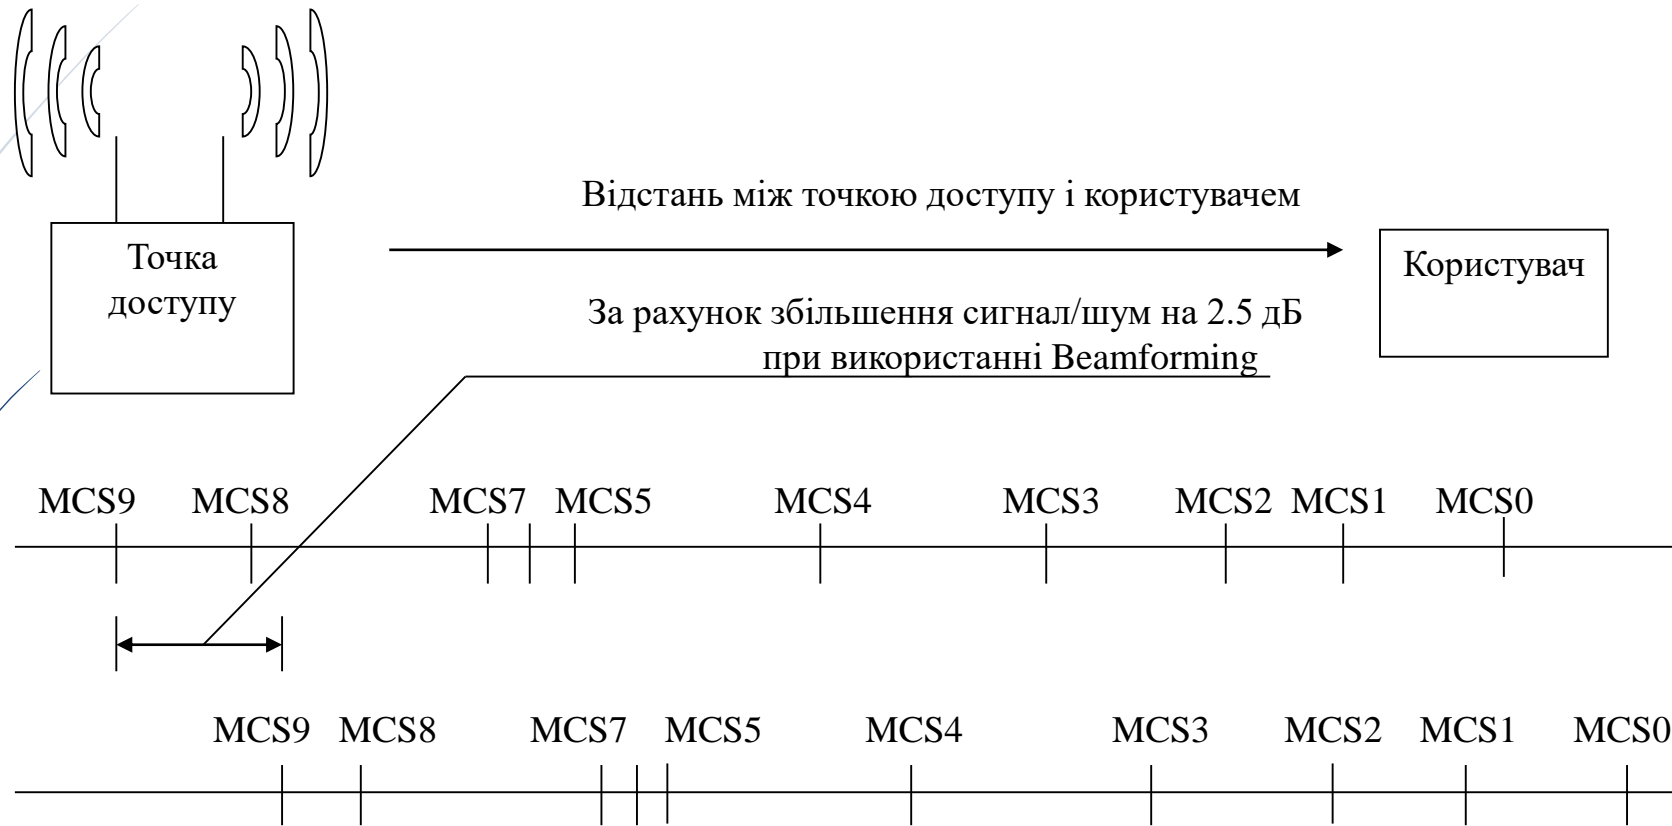 Відстань між точкою доступу і користувачем
Точка
доступу
Користувач
За рахунок збільшення сигнал/шум на 2.5 дБ
при використанні Beamforming
MCS9 MCS8 MCS7 MCS5 MCS4 MCS3 MCS2 MCS1 MCS0
MCS9 MCS8 MCS7 MCS5 MCS4 MCS3 MCS2 MCS1 MCS0